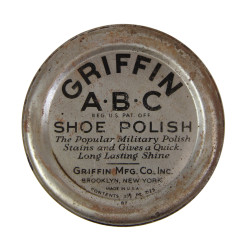 GRIFFIN
A·B·C
REG. U.S. PAT. OFF.
SHOE POLISH
The Popular Military Polish
Stains and Gives a Quick,
Long Lasting Shine
GRIFFIN MFG. CO., INC.
BROOKLYN, NEW YORK
MADE IN U.S.A.
CONTENTS